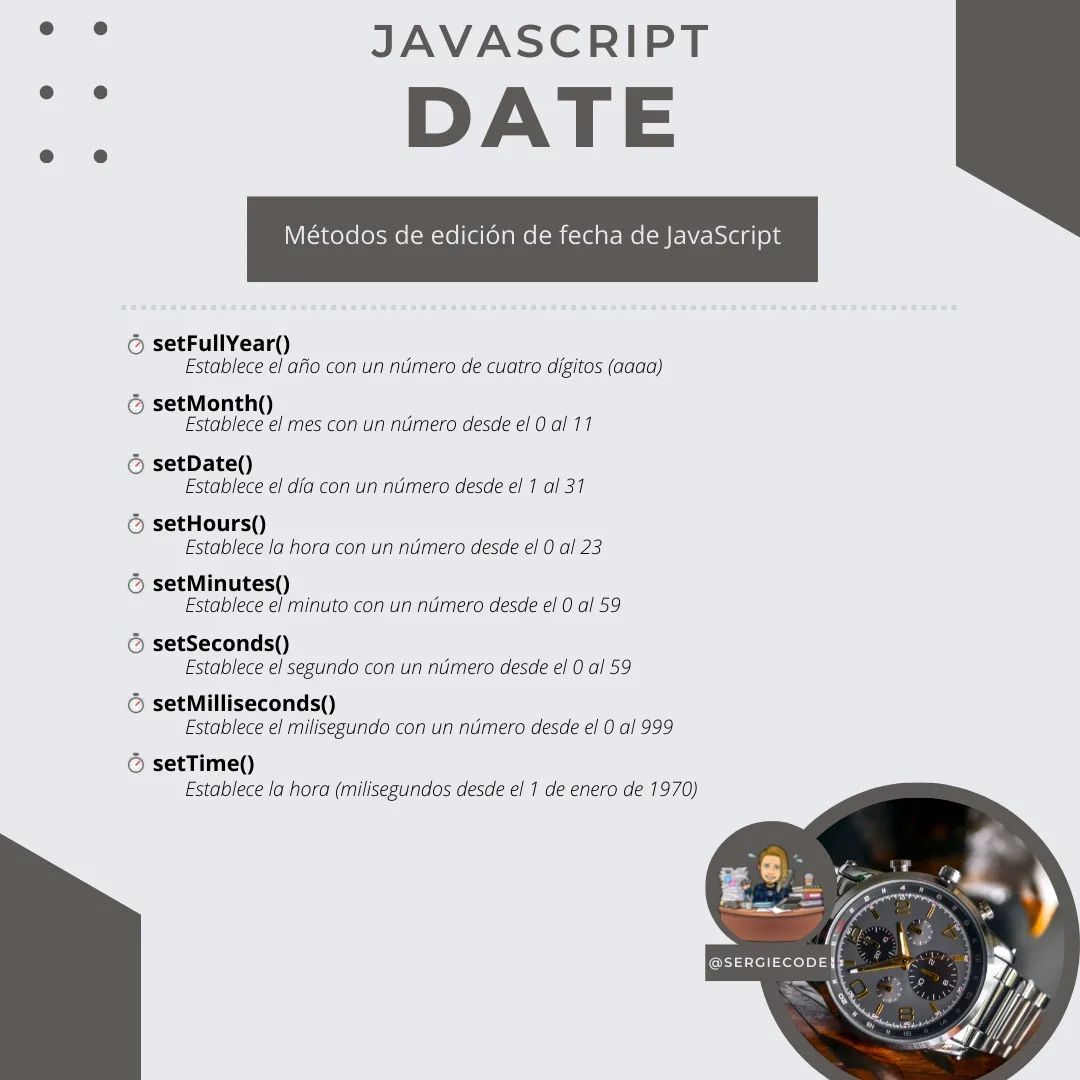 JAVASCRIPT
DATE
Métodos de edición de fecha de JavaScript
setFullYear()
Establece el año con un número de cuatro dígitos (aaaa)
setMonth()
Establece el mes con un número desde el 0 al 11
setDate()
Establece el día con un número desde el 1 al 31
setHours()
Establece la hora con un número desde el 0 al 23
setMinutes()
Establece el minuto con un número desde el 0 al 59
setSeconds()
Establece el segundo con un número desde el 0 al 59
setMilliseconds()
Establece el milisegundo con un número desde el 0 al 999
setTime()
Establece la hora (milisegundos desde el 1 de enero de 1970)
@SERGIECODE